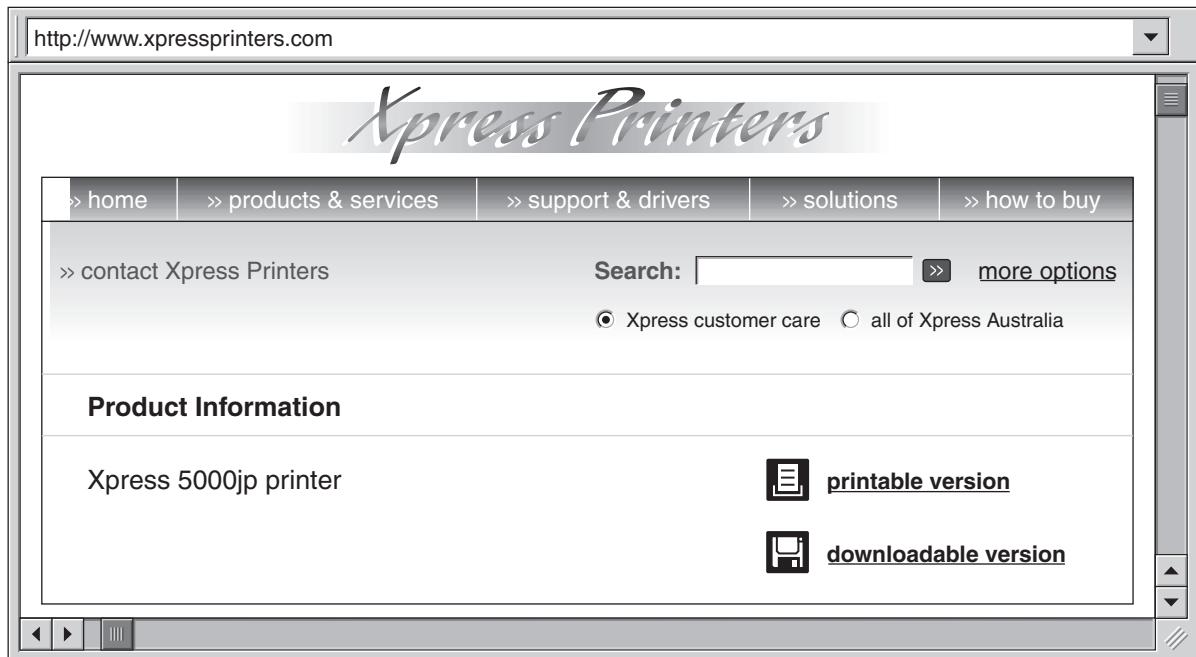 http://www.xpressprinters.com
Xpress Printers
» home » products & services » support & drivers » solutions » how to buy
» contact Xpress Printers Search: » more options
Xpress customer care all of Xpress Australia
Product Information
Xpress 5000jp printer printable version
downloadable version